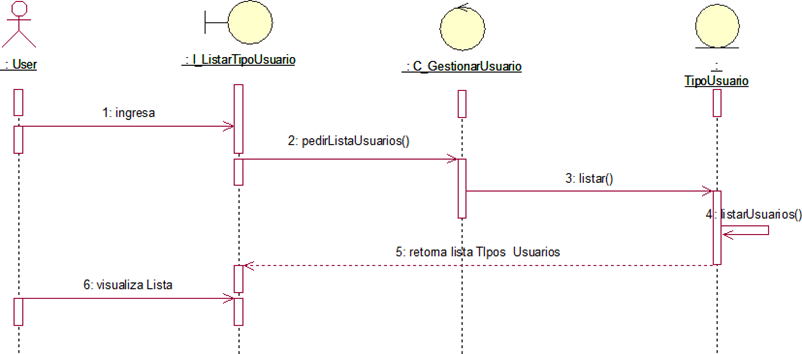 : User
: I_ListarTipoUsuario
: C_GestionarUsuario
:
TipoUsuario
1: ingresa
2: pedirListaUsuarios()
3: listar()
4: listarUsuarios()
5: retorna lista TIpos Usuarios
6: visualiza Lista